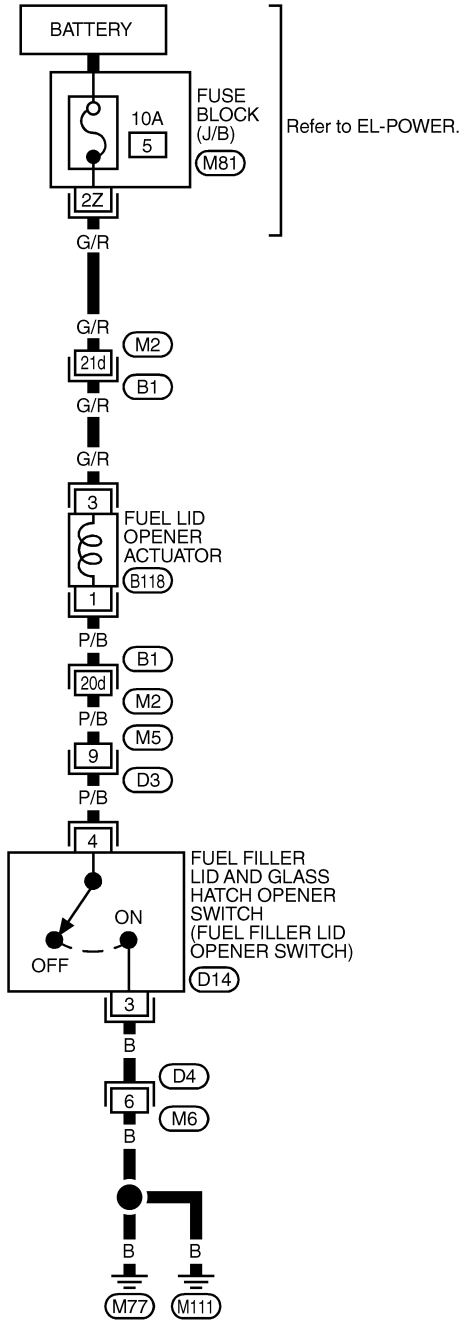 BATTERY
10A
5
FUSE
BLOCK
(J/B)
M81
Refer to EL-POWER.
2Z
G/R
G/R
M2
21d
B1
G/R
G/R
3
FUEL LID
OPENER
ACTUATOR
B118
1
P/B
B1
20d
M2
P/B
M5
9
D3
P/B
4
FUEL FILLER
LID AND GLASS
HATCH OPENER
SWITCH
(FUEL FILLER LID
OPENER SWITCH)
D14
ON
OFF
3
B
D4
6
M6
B
B
B
M77
M111